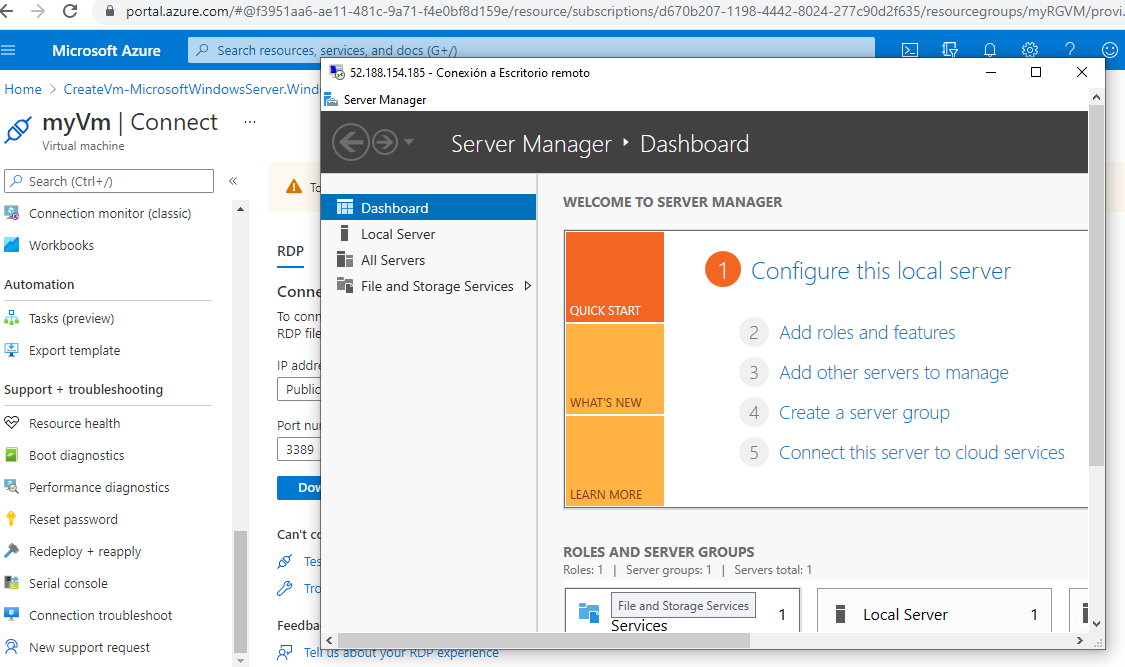 portal.azure.com/#@f3951aa6-ae11-481c-9a71-f4e0bf8d159e/resource/subscriptions/d670b207-1198-4442-8024-277c90d2f635/resourcegroups/myRGVM/provi
Microsoft Azure
Search resources, services, and docs (G+/)
Home > CreateVm-MicrosoftWindowsServer.Wind
myVm | Connect ...
Virtual machine
Search (Ctrl+/)
Connection monitor (classic)
Workbooks
Automation
Tasks (preview)
Export template
Support + troubleshooting
Resource health
Boot diagnostics
Performance diagnostics
Reset password
Redeploy + reapply
Serial console
Connection troubleshoot
New support request
To
RDP
Conne
To conn
RDP file
IP addre
Public
Port nu
3389
Dow
Can't co
Tes
Tro
Feedba
Tell us about your RDP experience
52.188.154.185 - Conexión a Escritorio remoto
Server Manager
Server Manager ‣ Dashboard
Dashboard
Local Server
All Servers
File and Storage Services
WELCOME TO SERVER MANAGER
QUICK START
WHAT'S NEW
LEARN MORE
1 Configure this local server
2 Add roles and features
3 Add other servers to manage
4 Create a server group
5 Connect this server to cloud services
ROLES AND SERVER GROUPS
Roles: 1 | Server groups: 1 | Servers total: 1
File and Storage Services
Services
1
Local Server 1